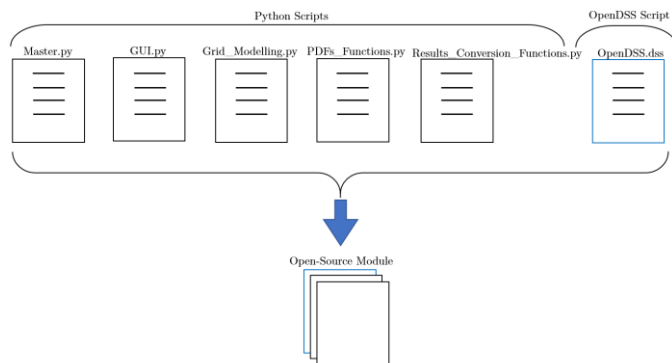 Python Scripts
OpenDSS Script
Master.py
GUI.py
Grid_Modelling.py
PDFs_Functions.py
Results_Conversion_Functions.py
OpenDSS.dss
Open-Source Module